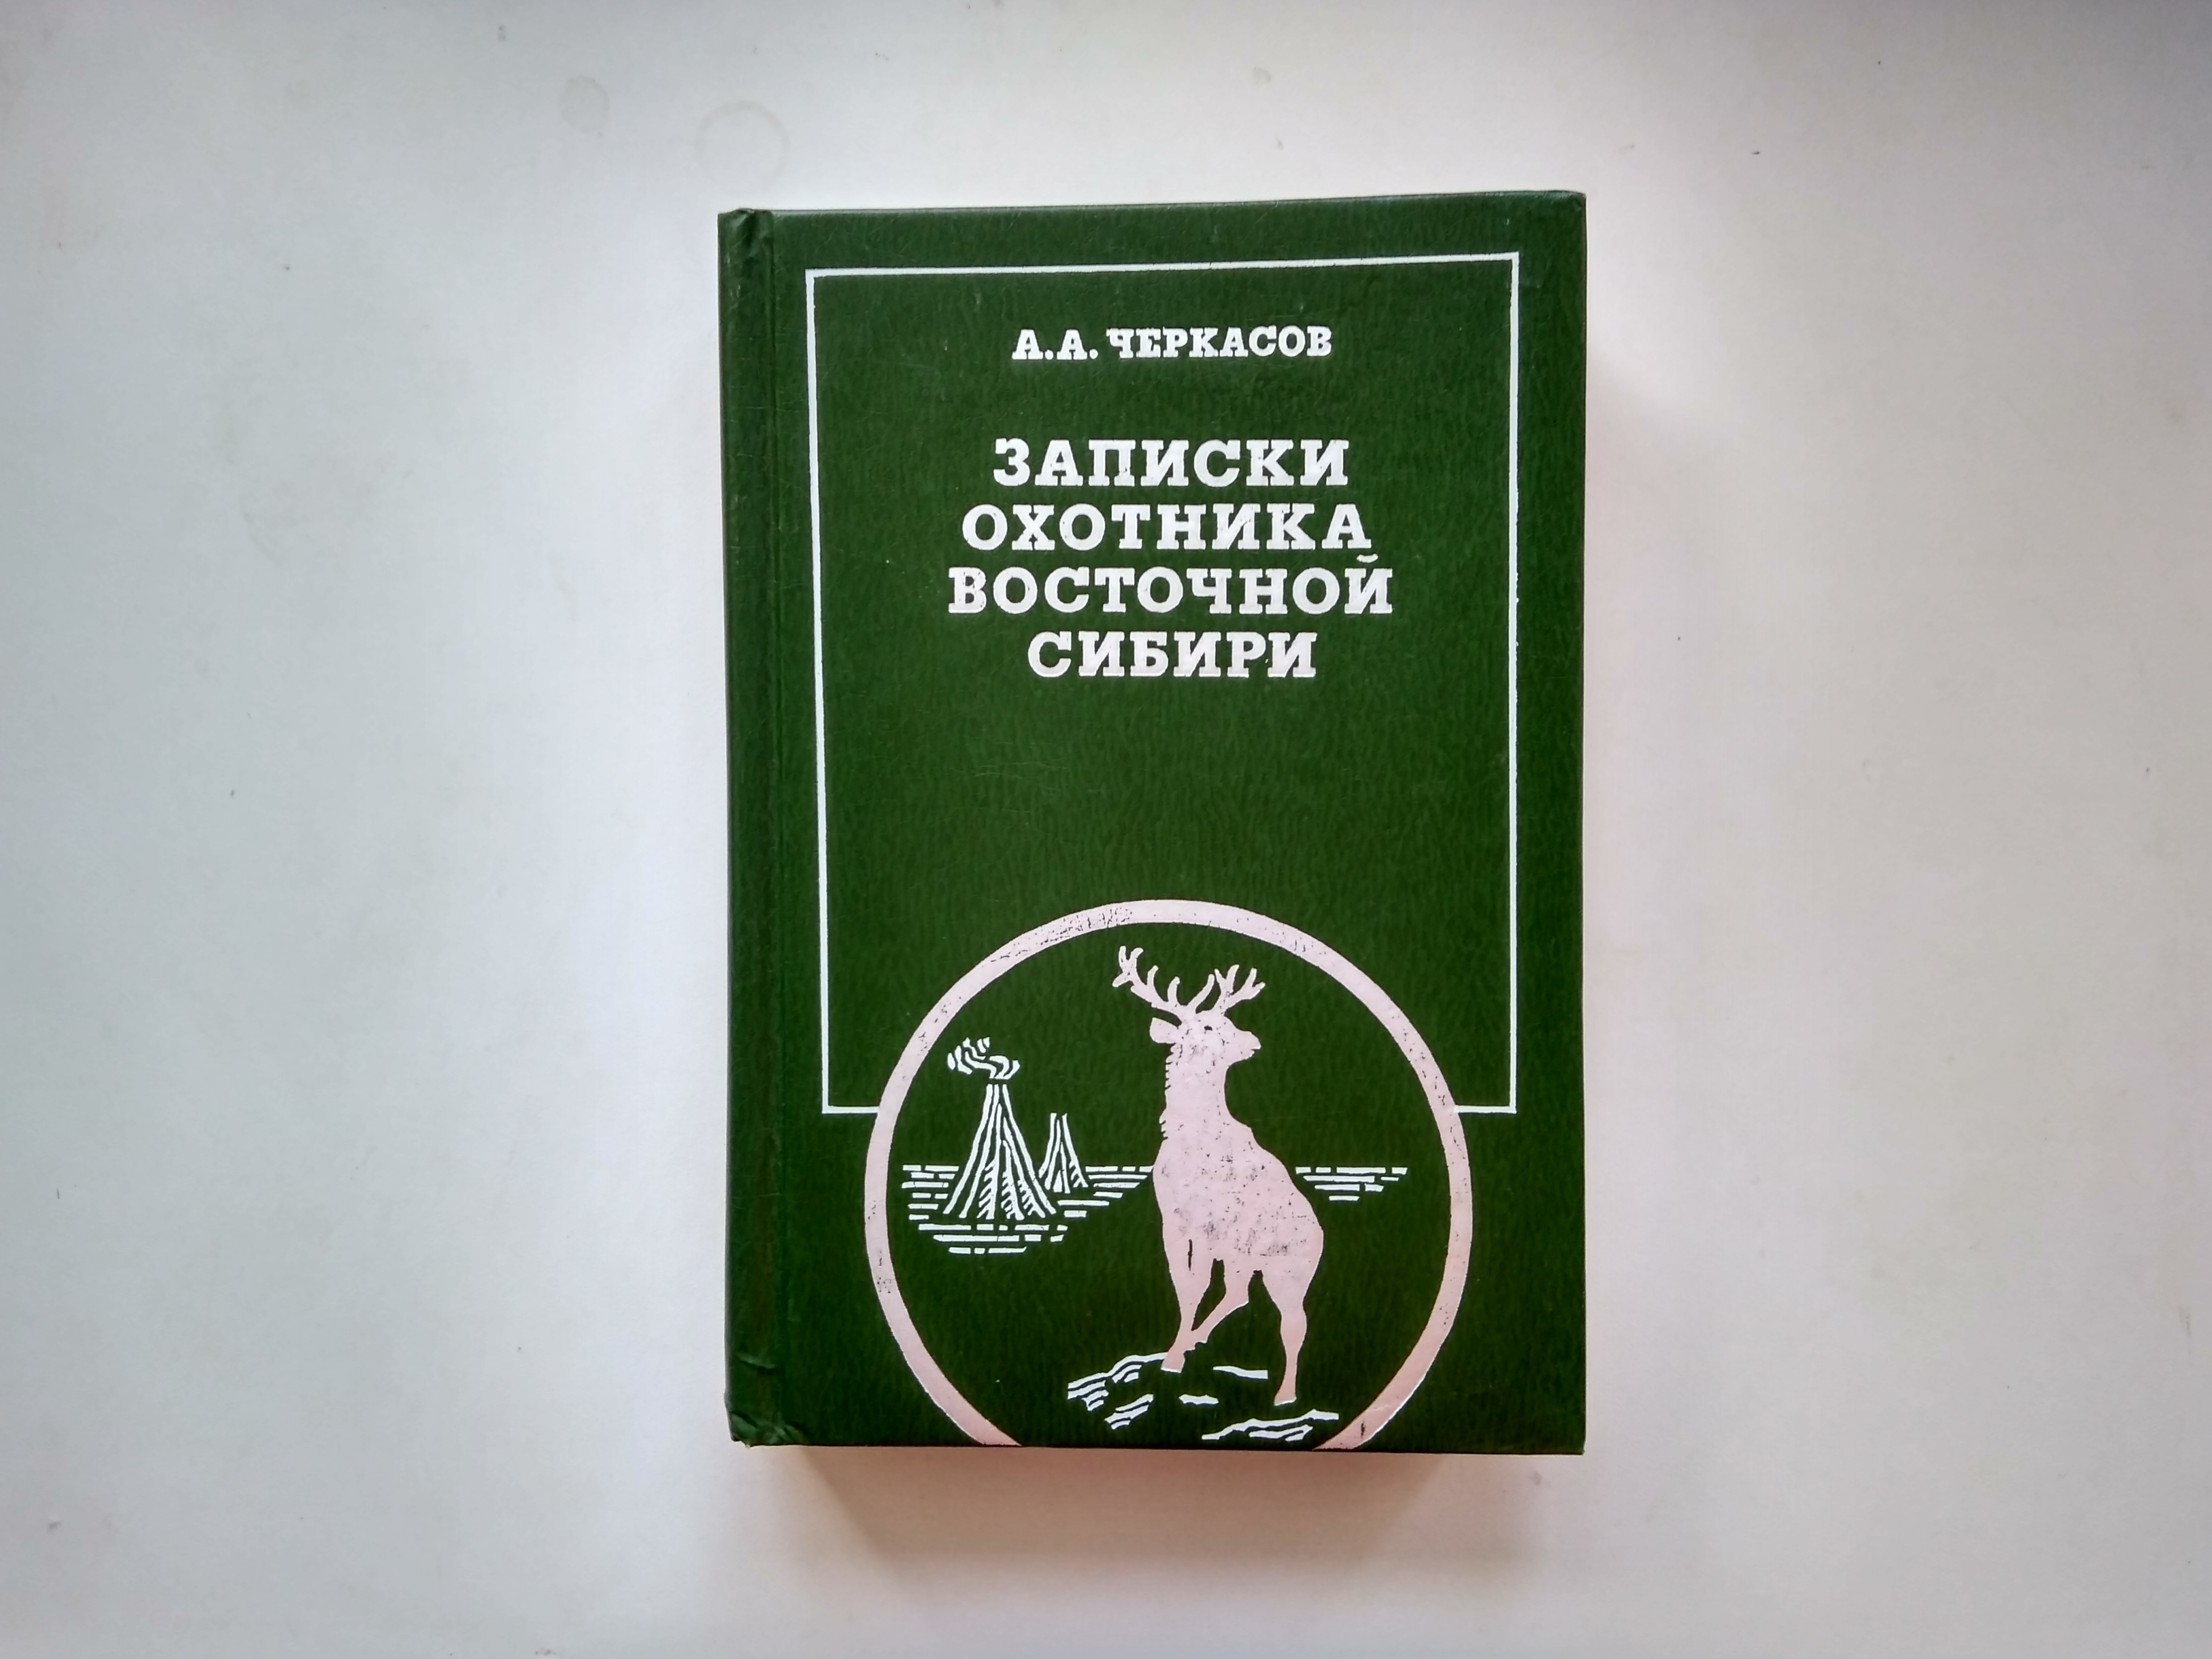 А.А. ЧЕРКАСОВ
ЗАПИСКИ
ОХОТНИКА
ВОСТОЧНОЙ
СИБИРИ